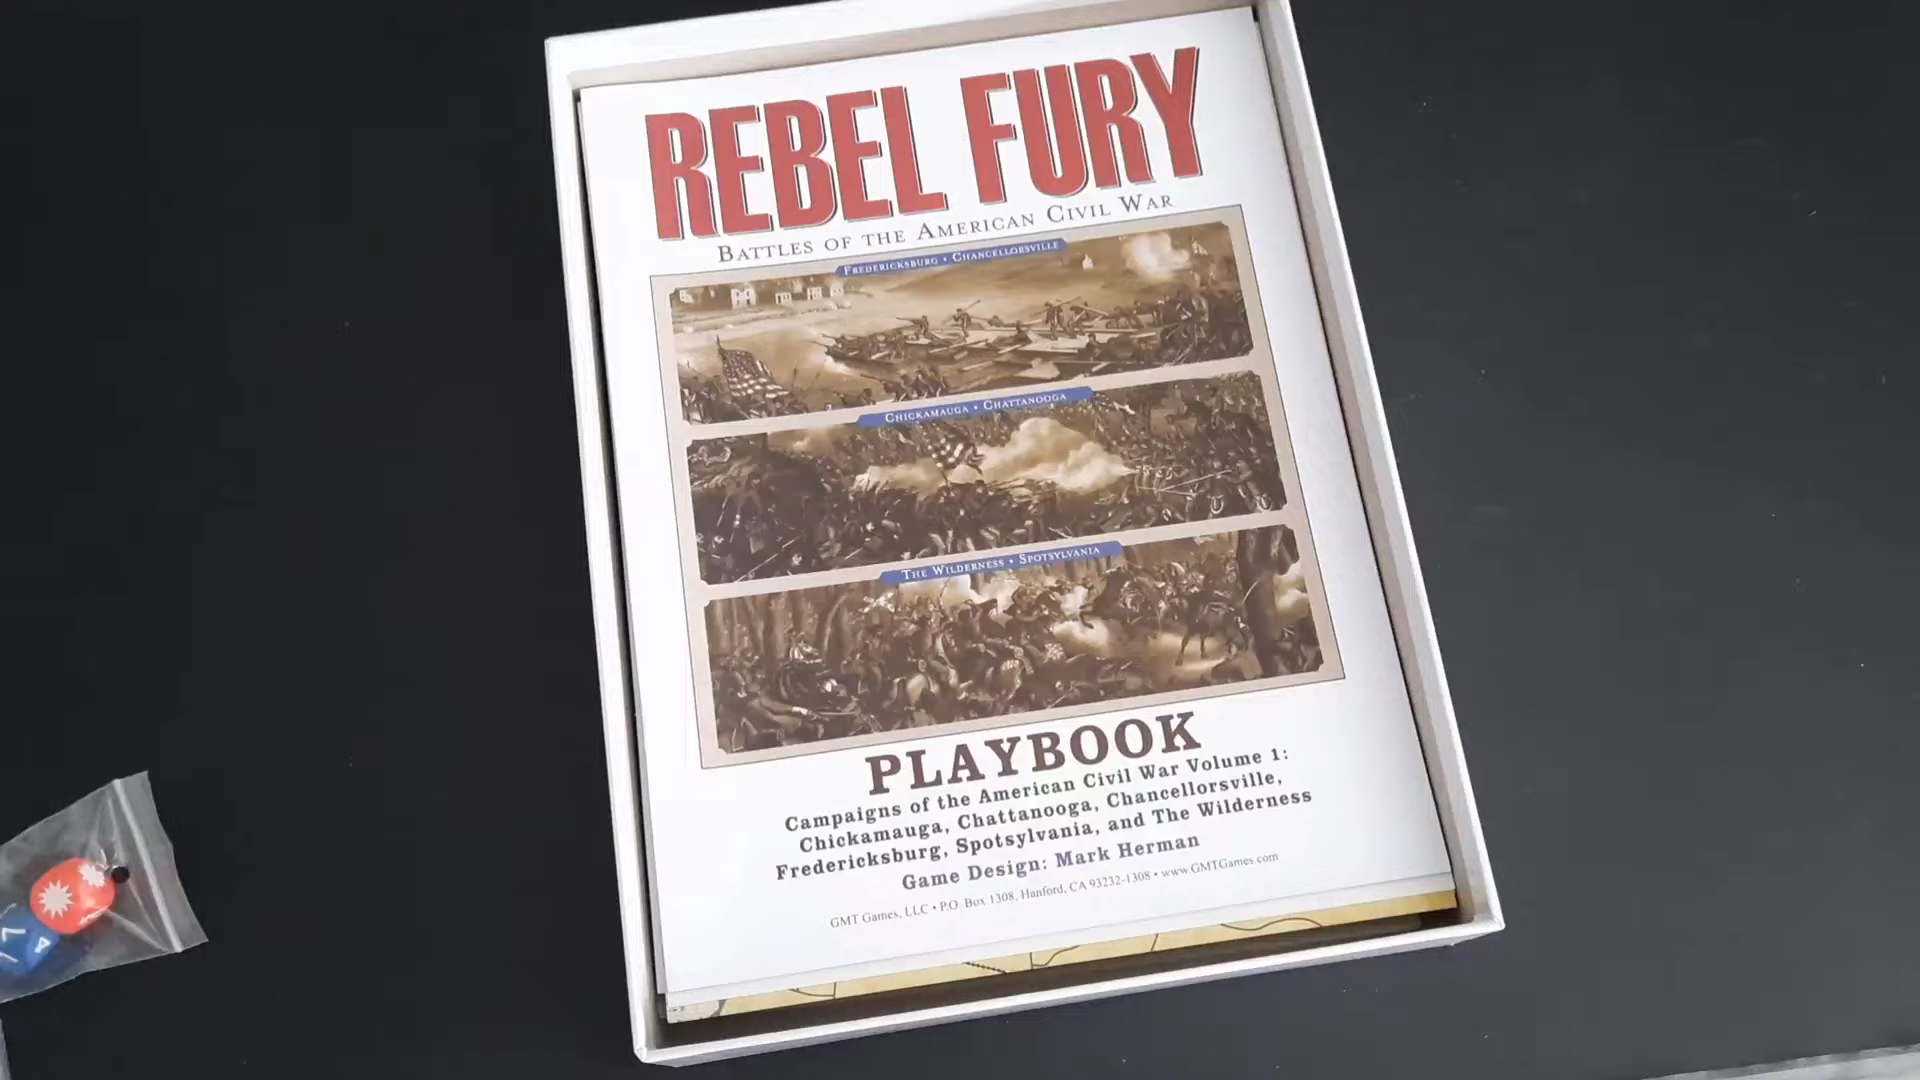 REBEL FURY
BATTLES OF THE AMERICAN CIVIL WAR
FREDERICKSBURG • CHANCELLORSVILLE
CHICKAMAUGA • CHATTANOOGA
THE WILDERNESS • SPOTSYLVANIA
PLAYBOOK
Campaigns of the American Civil War Volume 1:
Chickamauga, Chattanooga, Chancellorsville,
Fredericksburg, Spotsylvania, and The Wilderness
Game Design: Mark Herman
GMT Games, LLC • P.O. Box 1308, Hanford, CA 93232-1308 • www.GMTGames.com